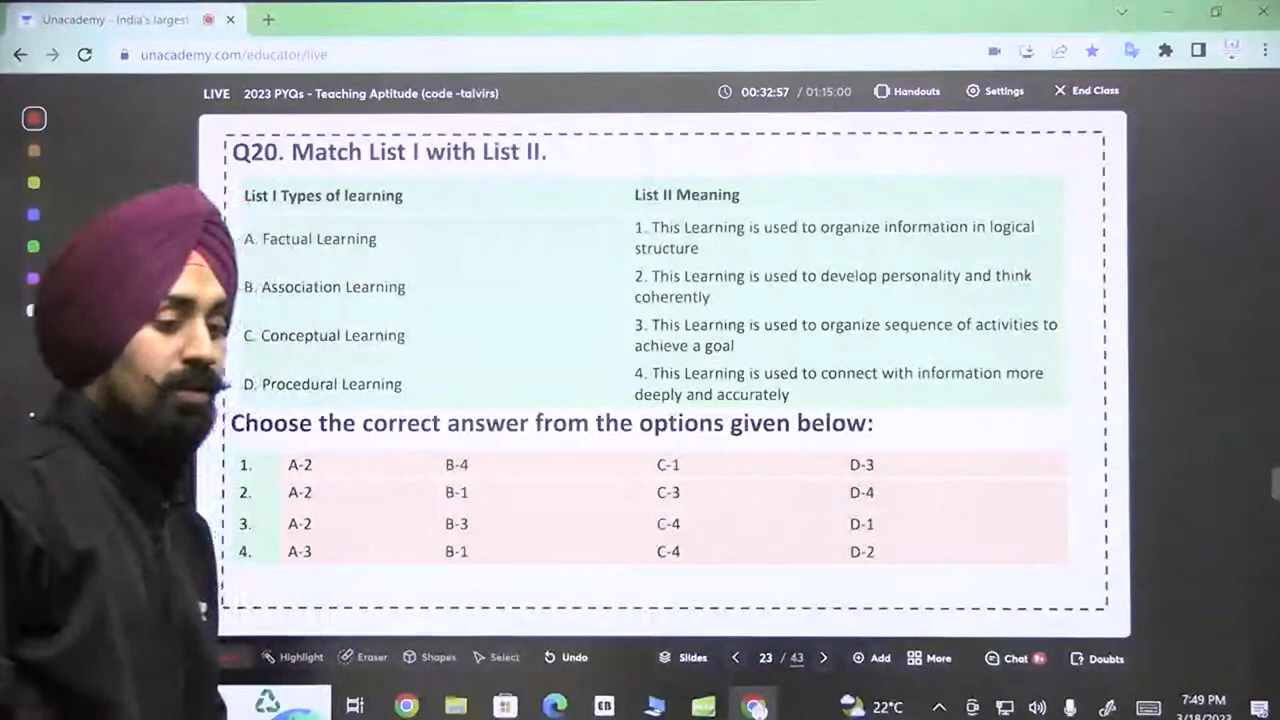 Unacademy - India's largest
unacademy.com/educator/live
LIVE 2023 PYQs - Teaching Aptitude (code -talvirs) 00:32:57 / 01:15:00 Handouts Settings End Class
Q20. Match List I with List II.
List I Types of learning List II Meaning
A. Factual Learning 1. This Learning is used to organize information in logical
structure
B. Association Learning 2. This Learning is used to develop personality and think
coherently
C. Conceptual Learning 3. This Learning is used to organize sequence of activities to
achieve a goal
D. Procedural Learning 4. This Learning is used to connect with information more
deeply and accurately
Choose the correct answer from the options given below:
1. A-2 B-4 C-1 D-3
2. A-2 B-1 C-3 D-4
3. A-2 B-3 C-4 D-1
4. A-3 B-1 C-4 D-2
Highlight Eraser Shapes Select Undo Slides 23 / 43 Add More Chat 9+ Doubts
EB 22°C 7:49 PM
3/18/2023